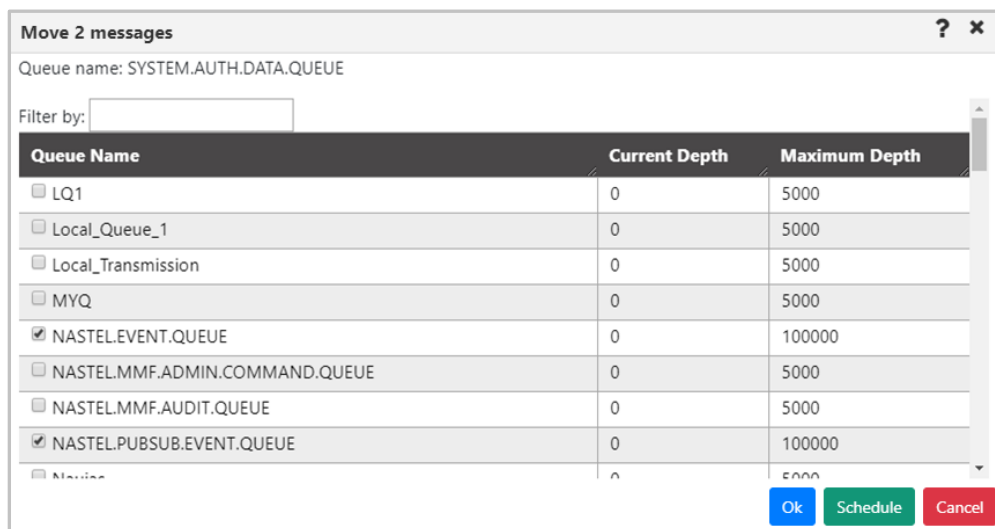 Move 2 messages ? ×
Queue name: SYSTEM.AUTH.DATA.QUEUE
Filter by:
Queue Name Current Depth Maximum Depth
LQ1 0 5000
Local_Queue_1 0 5000
Local_Transmission 0 5000
MYQ 0 5000
NASTEL.EVENT.QUEUE 0 100000
NASTEL.MMF.ADMIN.COMMAND.QUEUE 0 5000
NASTEL.MMF.AUDIT.QUEUE 0 5000
NASTEL.PUBSUB.EVENT.QUEUE 0 100000
0 5000
Ok Schedule Cancel